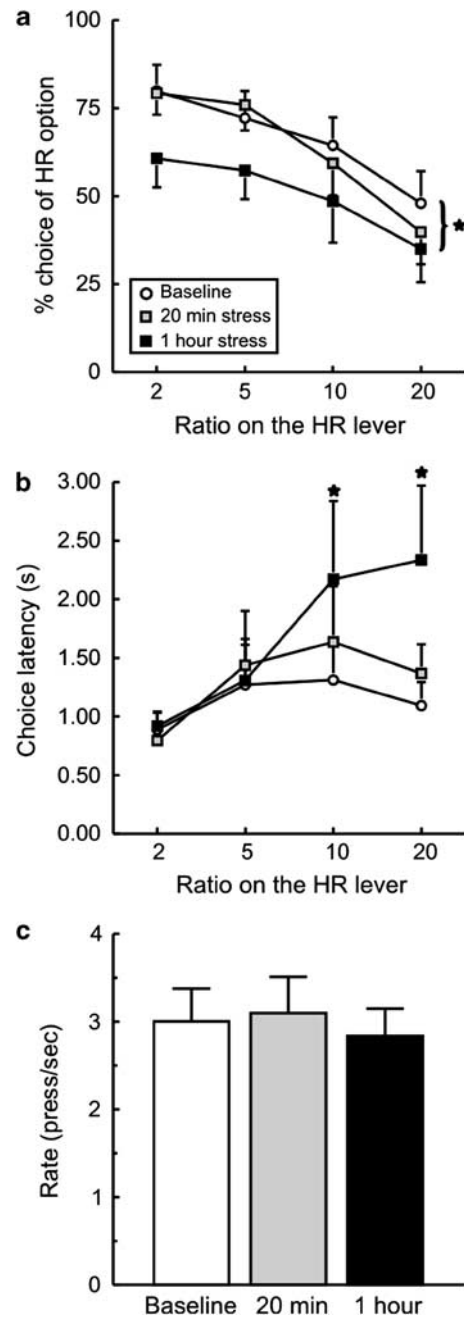 a
100
75
50
25
0
% choice of HR option
Baseline
20 min stress
1 hour stress
*
2 5 10 20
Ratio on the HR lever
b
3.00
2.50
2.00
1.50
1.00
0.50
0.00
Choice latency (s)
* *
2 5 10 20
Ratio on the HR lever
c
4
3
2
1
0
Rate (press/sec)
Baseline 20 min 1 hour